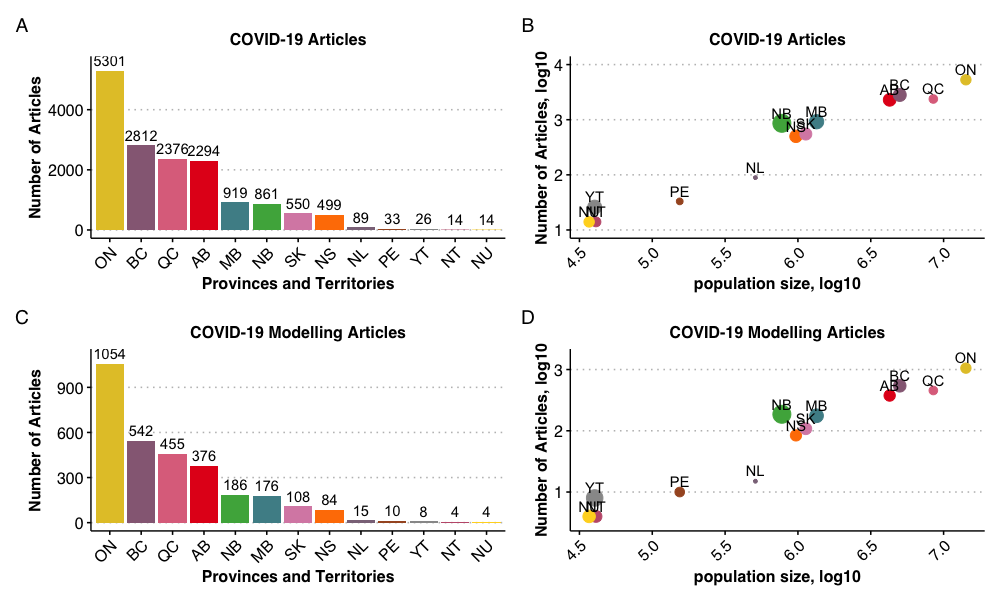 A
COVID-19 Articles
Number of Articles
5301
2812
2376
2294
919
861
550
499
89
33
26
14
14
4000
2000
0
ON
BC
QC
AB
MB
NB
SK
NS
NL
PE
YT
NT
NU
Provinces and Territories
B
COVID-19 Articles
Number of Articles, log10
4
3
2
1
ON
BC
AB
QC
NB
MB
SK
NS
NL
PE
YT
NU
NT
4.5
5.0
5.5
6.0
6.5
7.0
population size, log10
C
COVID-19 Modelling Articles
Number of Articles
1054
542
455
376
186
176
108
84
15
10
8
4
4
900
600
300
0
ON
BC
QC
AB
NB
MB
SK
NS
NL
PE
YT
NT
NU
Provinces and Territories
D
COVID-19 Modelling Articles
Number of Articles, log10
3
2
1
ON
BC
AB
QC
NB
MB
SK
NS
NL
PE
YT
NU
NT
4.5
5.0
5.5
6.0
6.5
7.0
population size, log10